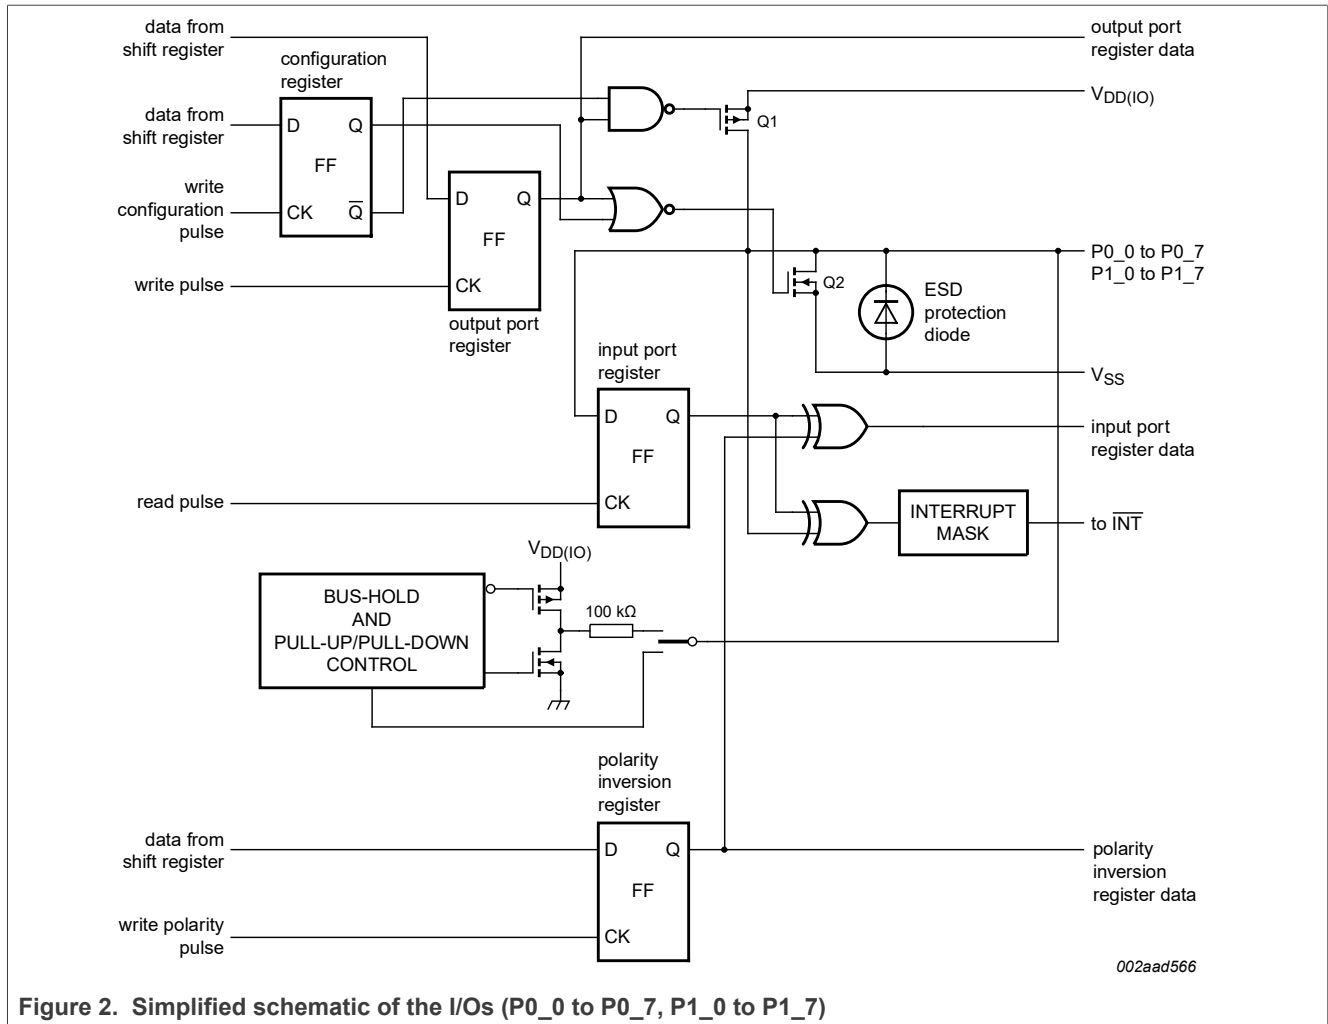 data from
shift register
output port
register data
configuration
register
VDD(IO)
data from
shift register
D
Q
FF
Q1
write
configuration
pulse
CK
Q
D
Q
FF
P0_0 to P0_7
P1_0 to P1_7
write pulse
CK
Q2
ESD
protection
diode
output port
register
input port
register
VSS
D
Q
FF
input port
register data
read pulse
CK
INTERRUPT
MASK
to INT
VDD(IO)
BUS-HOLD
AND
PULL-UP/PULL-DOWN
CONTROL
100 kΩ
polarity
inversion
register
data from
shift register
D
Q
FF
polarity
inversion
register data
write polarity
pulse
CK
002aad566
Figure 2. Simplified schematic of the I/Os (P0_0 to P0_7, P1_0 to P1_7)